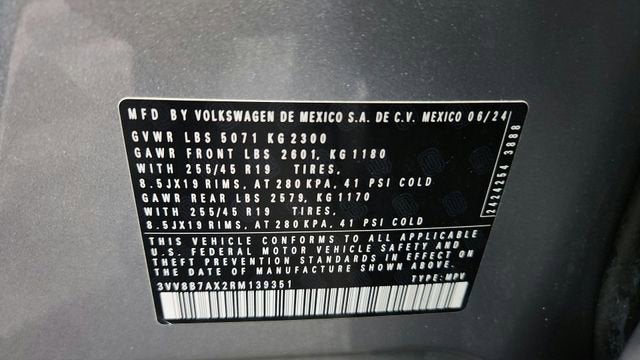 MFD BY VOLKSWAGEN DE MEXICO S.A. DE C.V. MEXICO 06/24
GVWR LBS 5071 KG 2300
GAWR FRONT LBS 2601, KG 1180
WITH 255/45 R19 TIRES,
8.5JX19 RIMS, AT 280 KPA, 41 PSI COLD
GAWR REAR LBS 2579, KG 1170
WITH 255/45 R19 TIRES,
8.5JX19 RIMS, AT 280 KPA, 41 PSI COLD
THIS VEHICLE CONFORMS TO ALL APPLICABLE
U.S. FEDERAL MOTOR VEHICLE SAFETY AND
THEFT PREVENTION STANDARDS IN EFFECT ON THE
DATE OF MANUFACTURE SHOWN ABOVE.
3VV8B7AX2RM139351 TYPE: MPV
2424254 3888